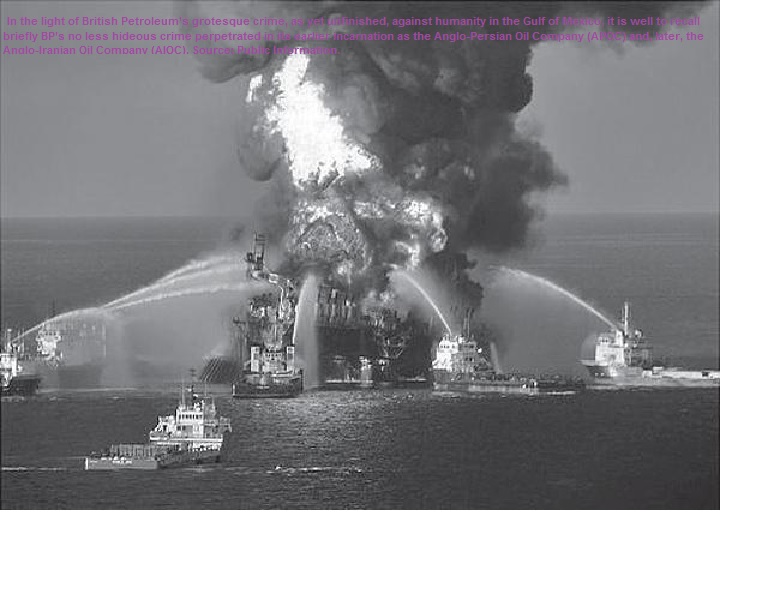 In the light of British Petroleum's grotesque crime, as yet unfinished, against humanity in the Gulf of Mexico, it is well to recall
briefly BP's no less hideous crime perpetrated in its earlier incarnation as the Anglo-Persian Oil Company (APOC) and, later, the
Anglo-Iranian Oil Company (AIOC). Source: Public Information.